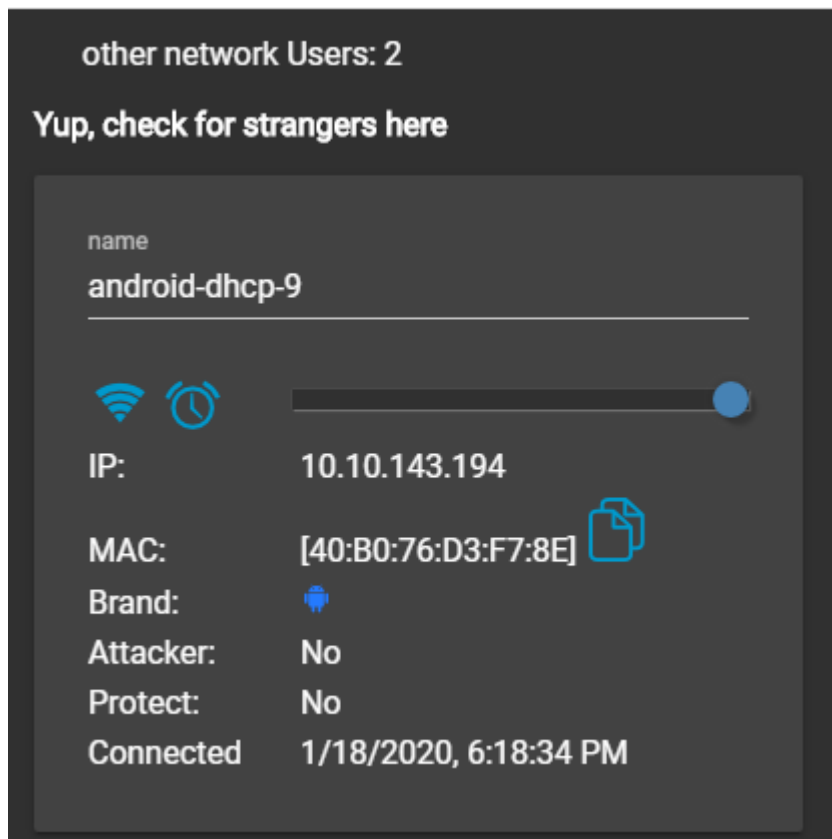 other network Users: 2
Yup, check for strangers here
name
android-dhcp-9
IP: 10.10.143.194
MAC: [40:B0:76:D3:F7:8E]
Brand:
Attacker: No
Protect: No
Connected 1/18/2020, 6:18:34 PM